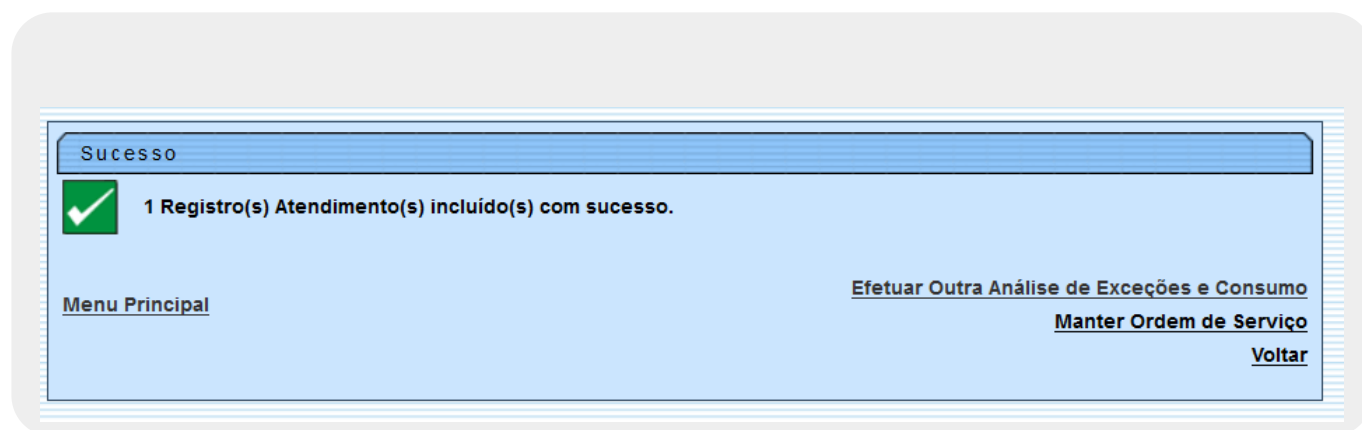 Sucesso
1 Registro(s) Atendimento(s) incluído(s) com sucesso.
Efetuar Outra Análise de Exceções e Consumo
Menu Principal
Manter Ordem de Serviço
Voltar